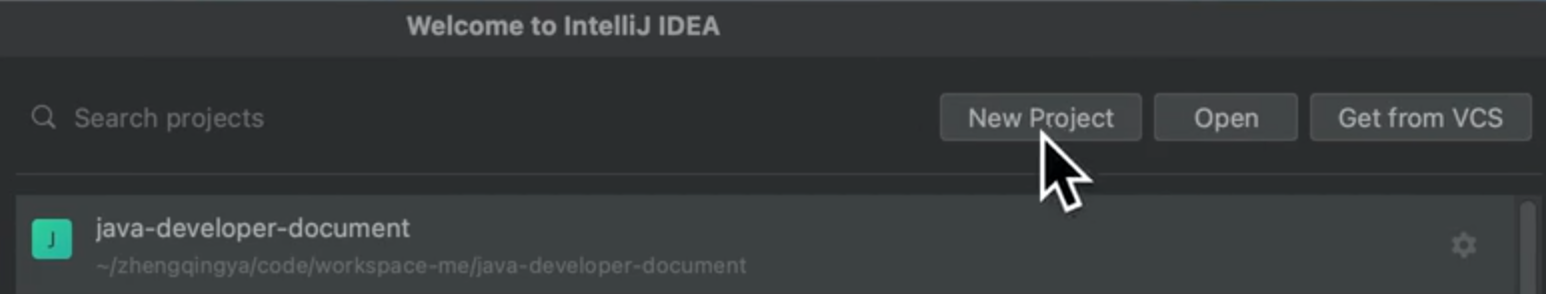 Welcome to IntelliJ IDEA
Search projects
New Project
Open
Get from VCS
J
java-developer-document
~/zhengqingya/code/workspace-me/java-developer-document